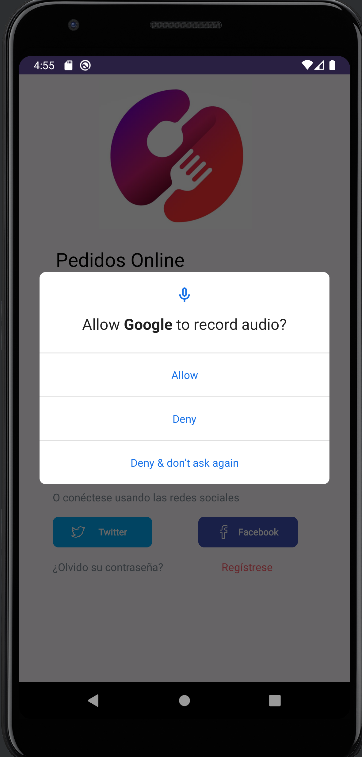 4:55
Pedidos Online
Allow Google to record audio?
Allow
Deny
Deny & don't ask again
O conéctese usando las redes sociales
Twitter
Facebook
¿Olvido su contraseña?
Regístrese